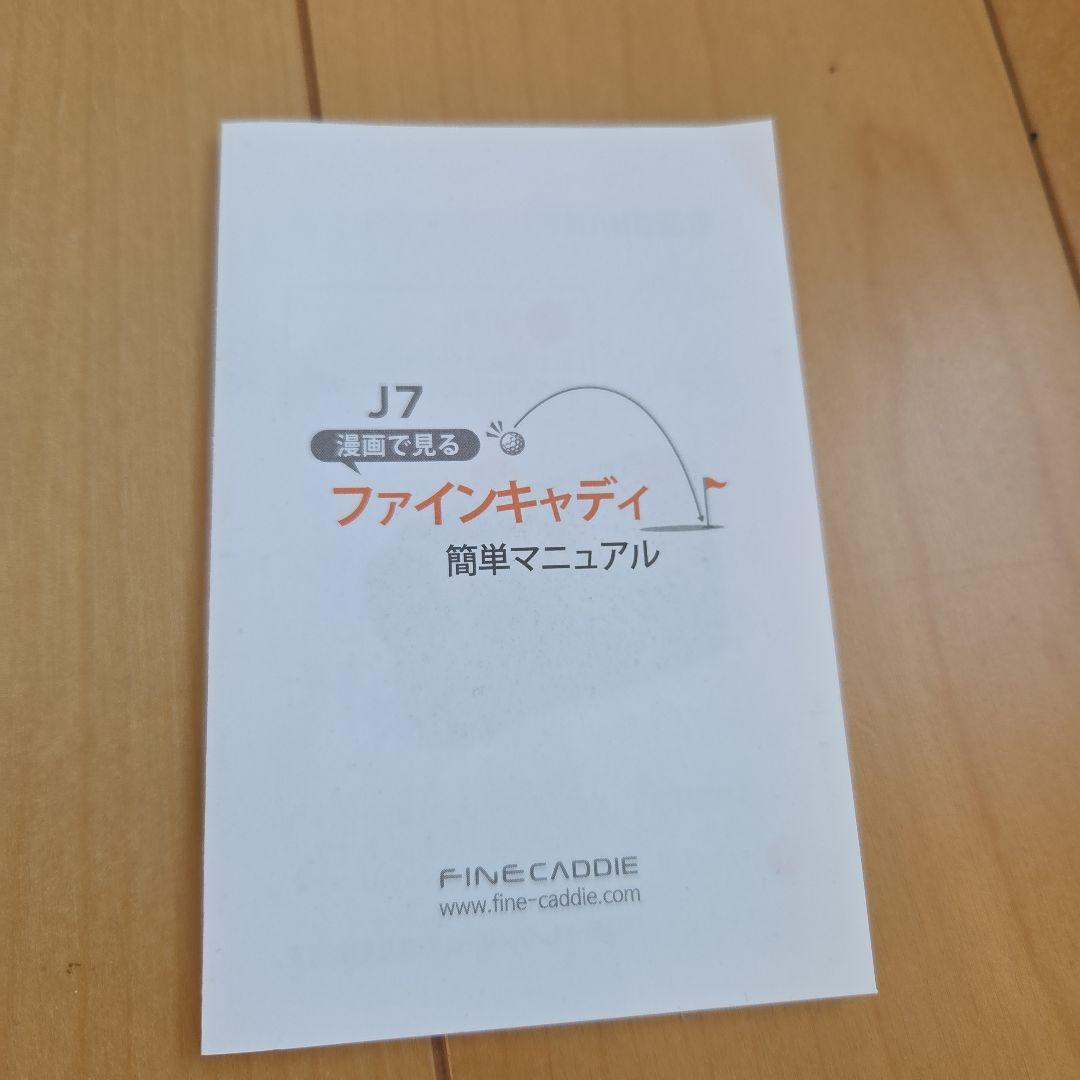 J7
漫画で見る
ファインキャディ
簡単マニュアル
FINECADDIE
www.fine-caddie.com